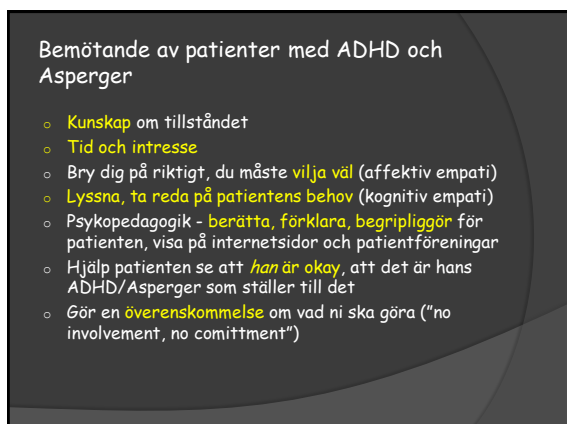 Bemötande av patienter med ADHD och
Asperger
○ Kunskap om tillståndet
○ Tid och intresse
○ Bry dig på riktigt, du måste vilja väl (affektiv empati)
○ Lyssna, ta reda på patientens behov (kognitiv empati)
○ Psykopedagogik - berätta, förklara, begripliggör för
patienten, visa på internetsidor och patientföreningar
○ Hjälp patienten se att han är okay, att det är hans
ADHD/Asperger som ställer till det
○ Gör en överenskommelse om vad ni ska göra ("no
involvement, no comittment")